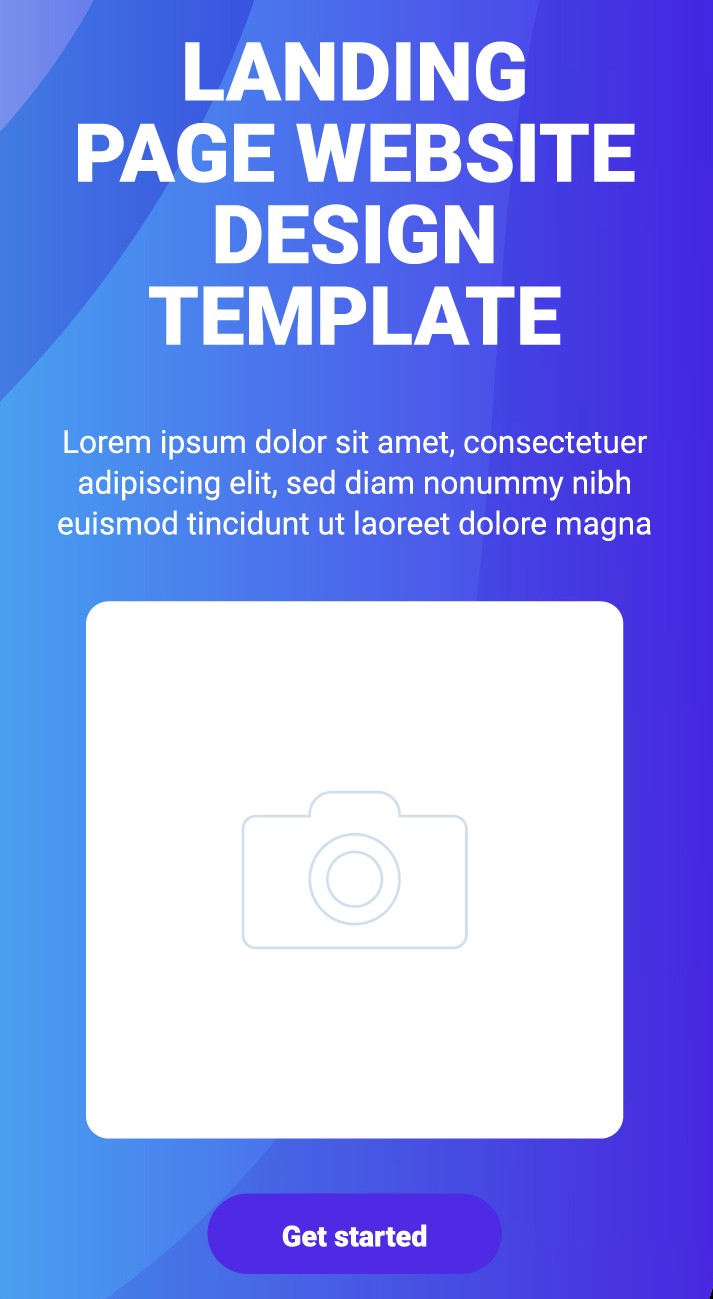 LANDING
PAGE WEBSITE
DESIGN
TEMPLATE
Lorem ipsum dolor sit amet, consectetuer
adipiscing elit, sed diam nonummy nibh
euismod tincidunt ut laoreet dolore magna
Get started